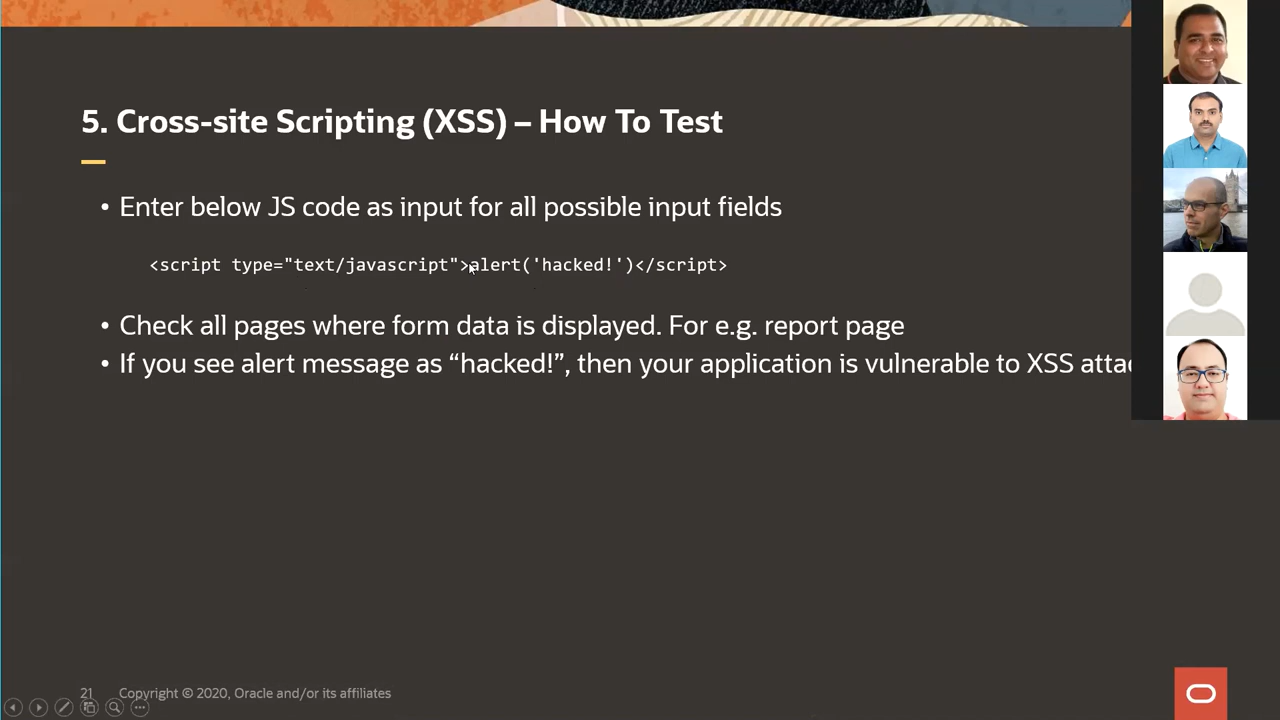 5. Cross-site Scripting (XSS) – How To Test
• Enter below JS code as input for all possible input fields
<script type="text/javascript">alert('hacked!')</script>
• Check all pages where form data is displayed. For e.g. report page
• If you see alert message as “hacked!”, then your application is vulnerable to XSS
21 Copyright © 2020, Oracle and/or its affiliates